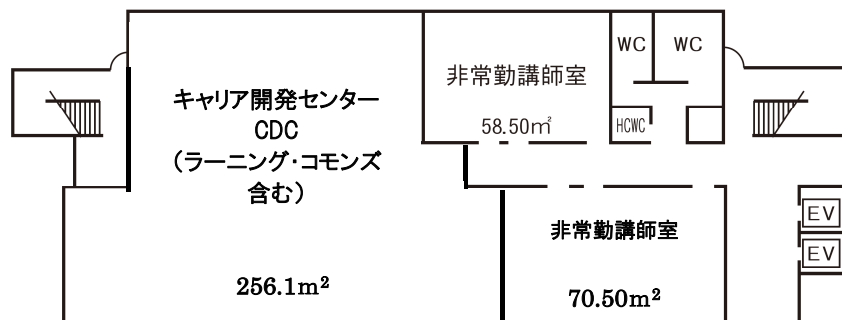 WC
WC
非常勤講師室
58.50㎡
HCWC
キャリア開発センター
CDC
（ラーニング・コモンズ
含む）
256.1m²
非常勤講師室
70.50m²
EV
EV